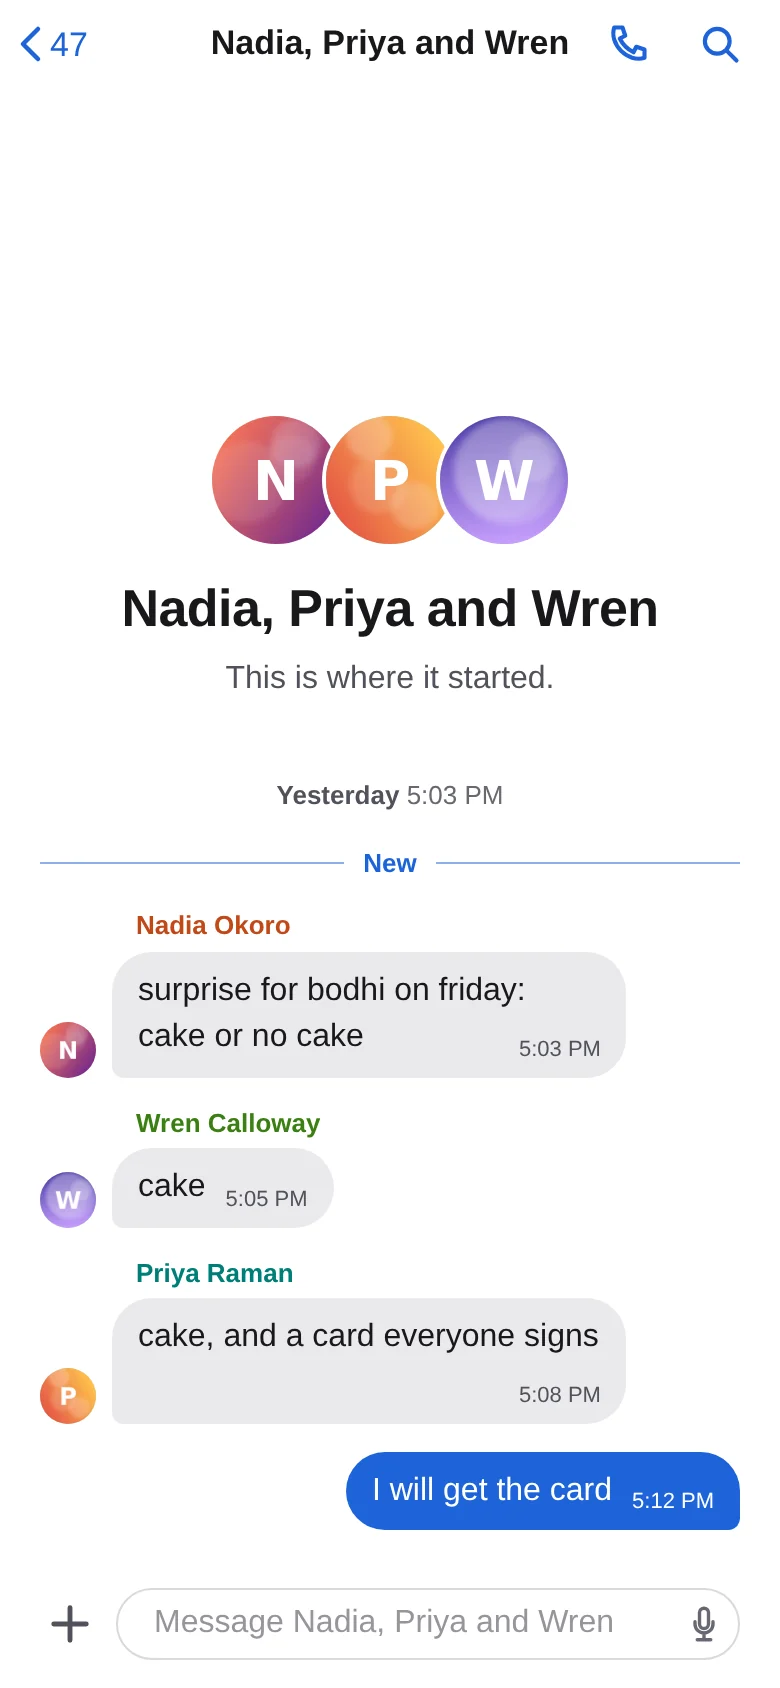 47
Nadia, Priya and Wren
N P W
Nadia, Priya and Wren
This is where it started.
Yesterday 5:03 PM
New
Nadia Okoro
surprise for bodhi on friday:
cake or no cake
5:03 PM
N
Wren Calloway
cake 5:05 PM
W
Priya Raman
cake, and a card everyone signs
5:08 PM
P
I will get the card 5:12 PM
Message Nadia, Priya and Wren